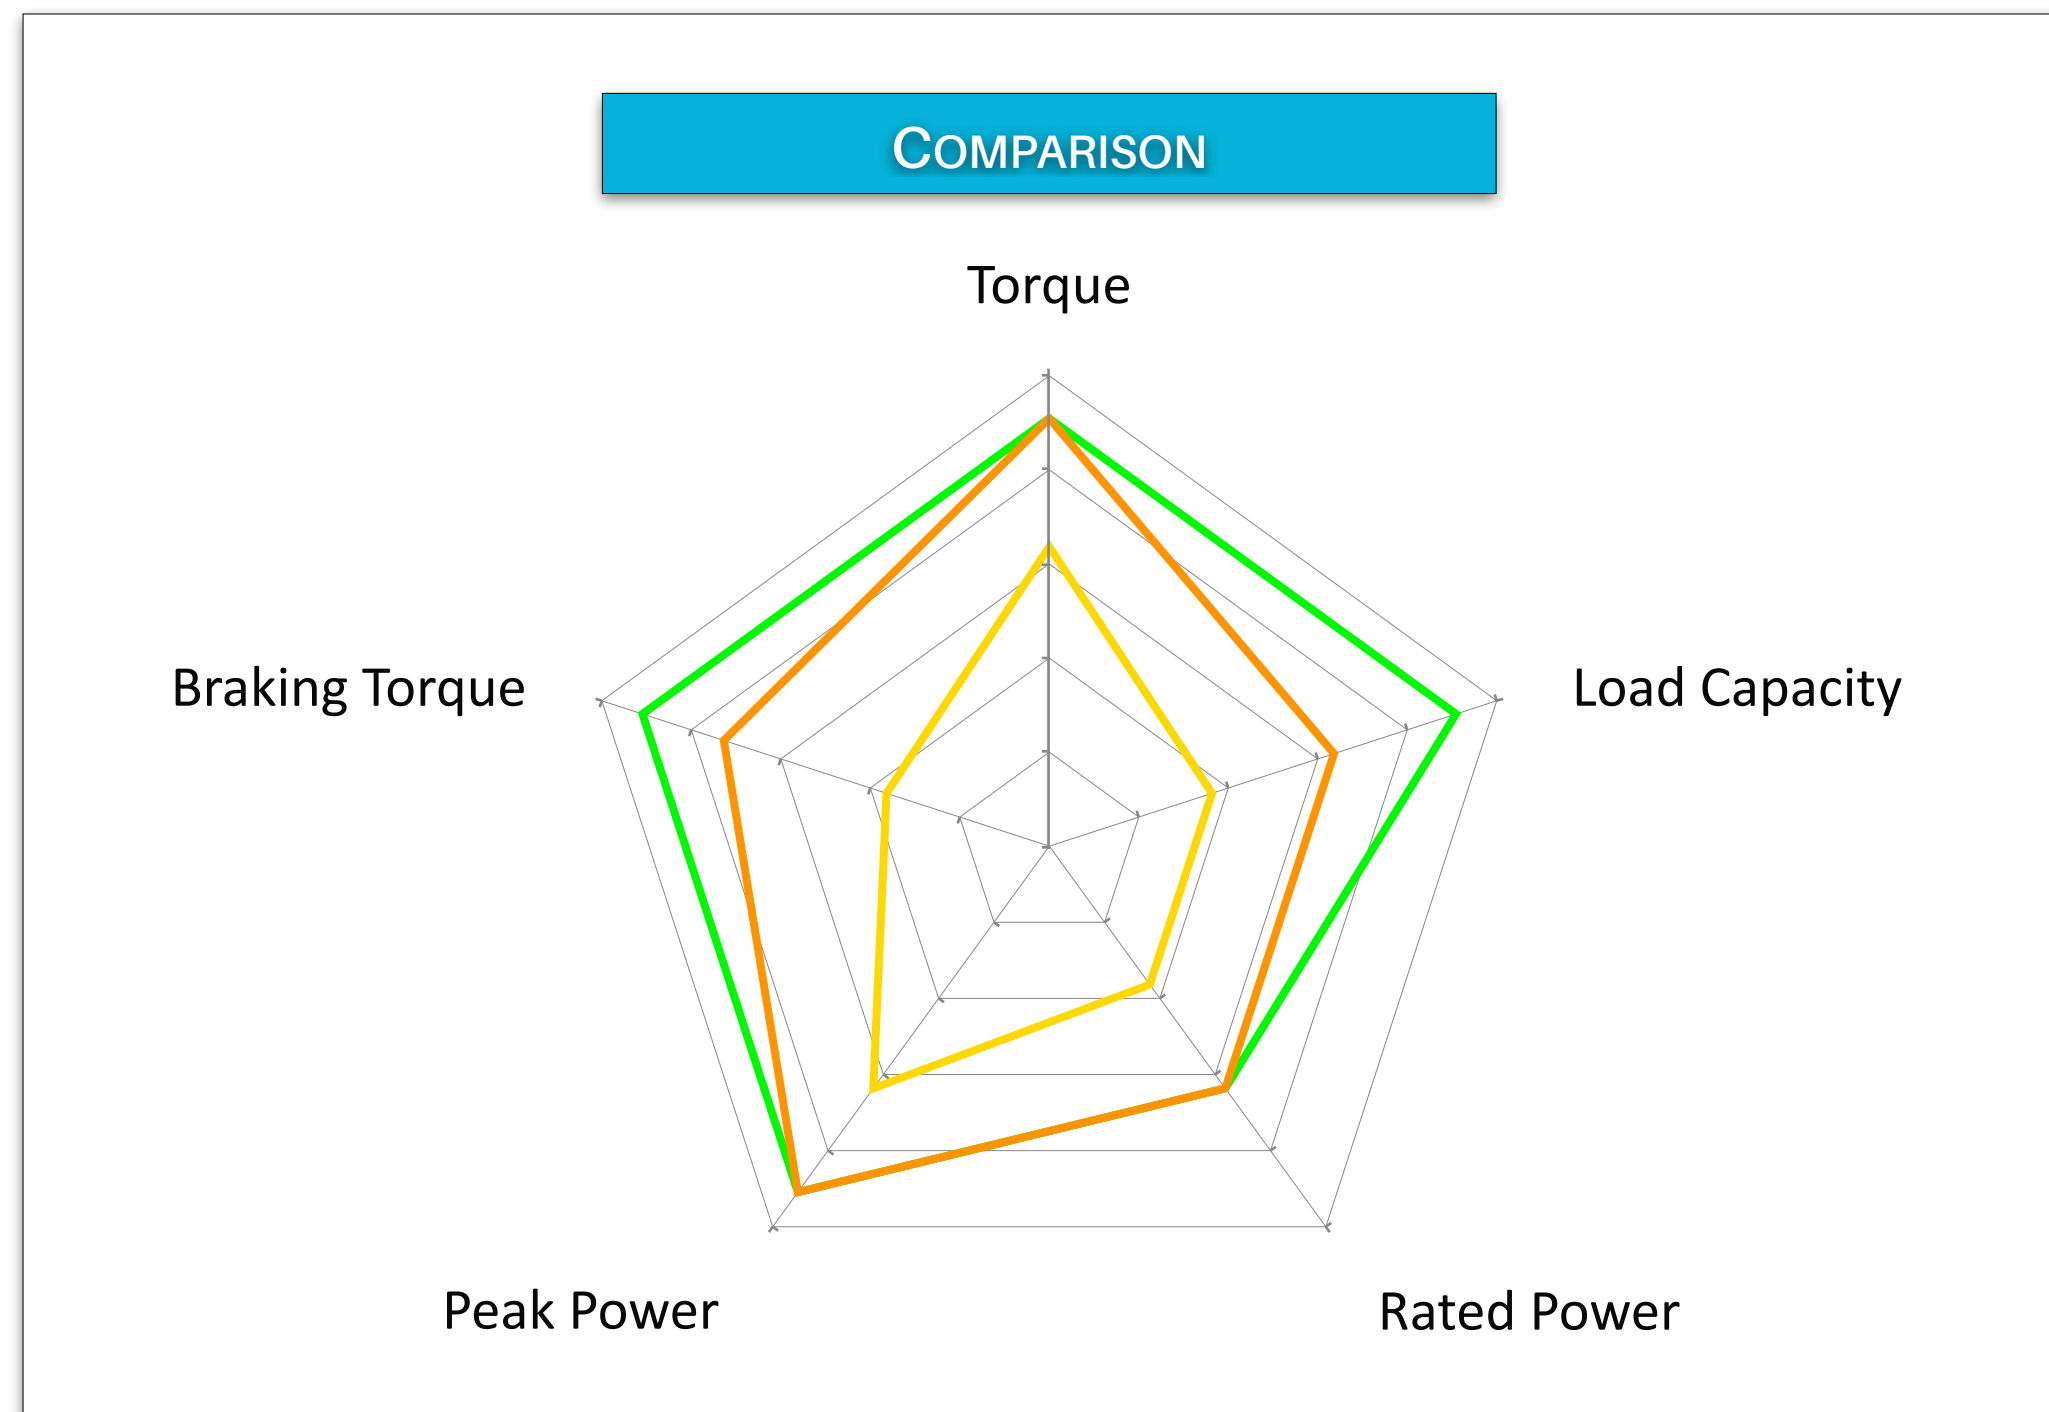 COMPARISON
Torque
Braking Torque
Load Capacity
Peak Power
Rated Power